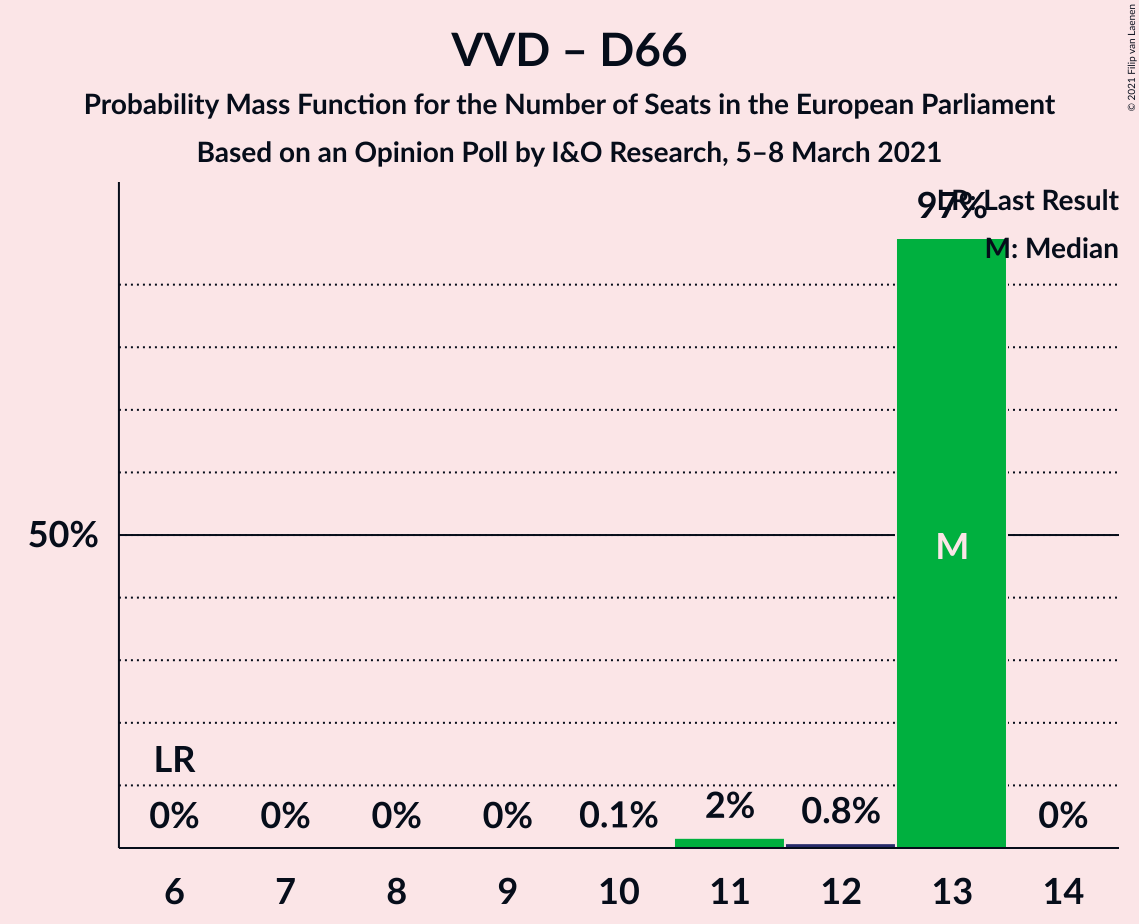 VVD – D66
Probability Mass Function for the Number of Seats in the European Parliament
Based on an Opinion Poll by I&O Research, 5–8 March 2021
© 2021 Filip van Laenen
97%
LR: Last Result
M: Median
50%
M
LR
0% 0% 0% 0% 0.1% 2% 0.8% 0%
6 7 8 9 10 11 12 13 14